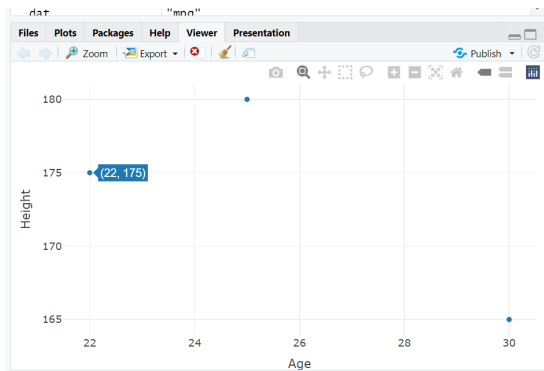 dat "mpg"
Files Plots Packages Help Viewer Presentation
Zoom Export Publish
180
175
170
165
(22, 175)
Height
22 24 26 28 30
Age